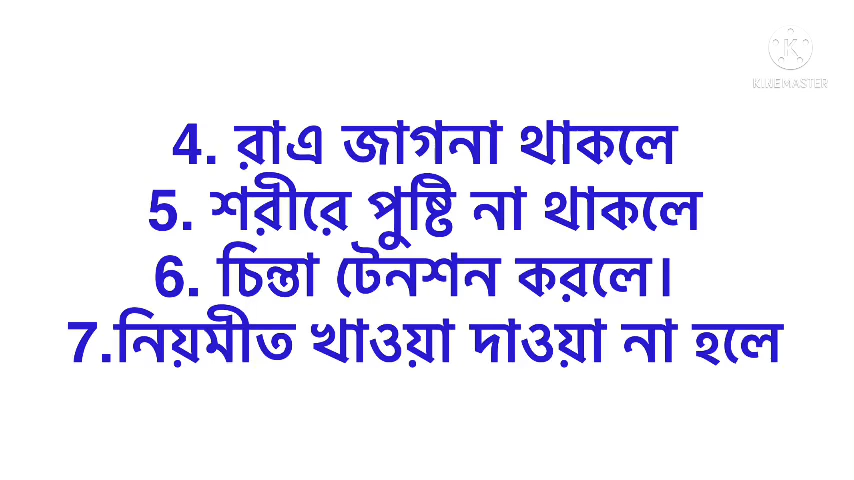 KINEMASTER
4. রাএ জাগনা থাকলে
5. শরীরে পুষ্টি না থাকলে
6. চিন্তা টেনশন করলে।
7.নিয়মীত খাওয়া দাওয়া না হলে